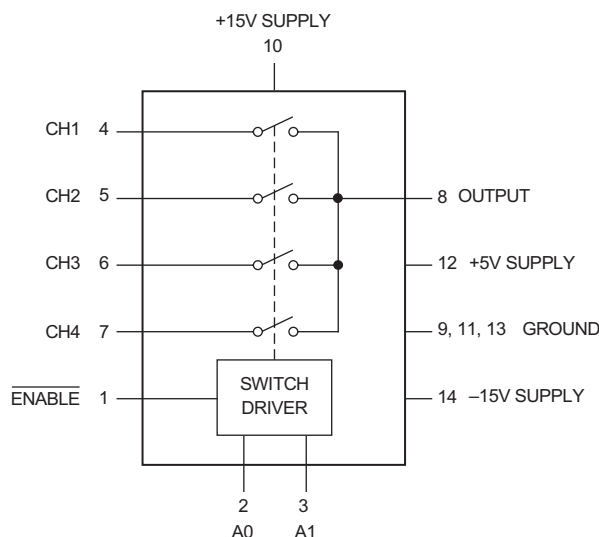 +15V SUPPLY
10
CH1 4
CH2 5
8 OUTPUT
CH3 6
12 +5V SUPPLY
CH4 7
9, 11, 13 GROUND
SWITCH
DRIVER
ENABLE 1
14 –15V SUPPLY
2
3
A0
A1